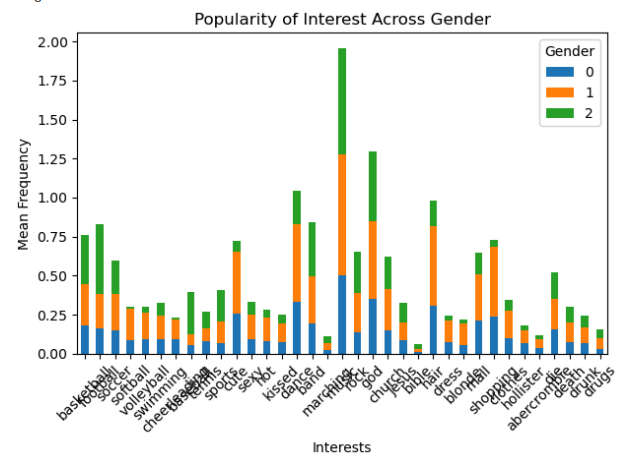 Popularity of Interest Across Gender
Gender
0
1
2
2.00
1.75
1.50
1.25
1.00
0.75
0.50
0.25
0.00
Mean Frequency
basketball
football
soccer
softball
volleyball
swimming
cheerleading
baseball
tennis
sports
cute
sexy
hot
kissed
dance
band
marching
music
rock
god
church
jesus
bible
hair
dress
blonde
mall
shopping
clothes
hollister
abercrombie
die
death
drunk
drugs
Interests